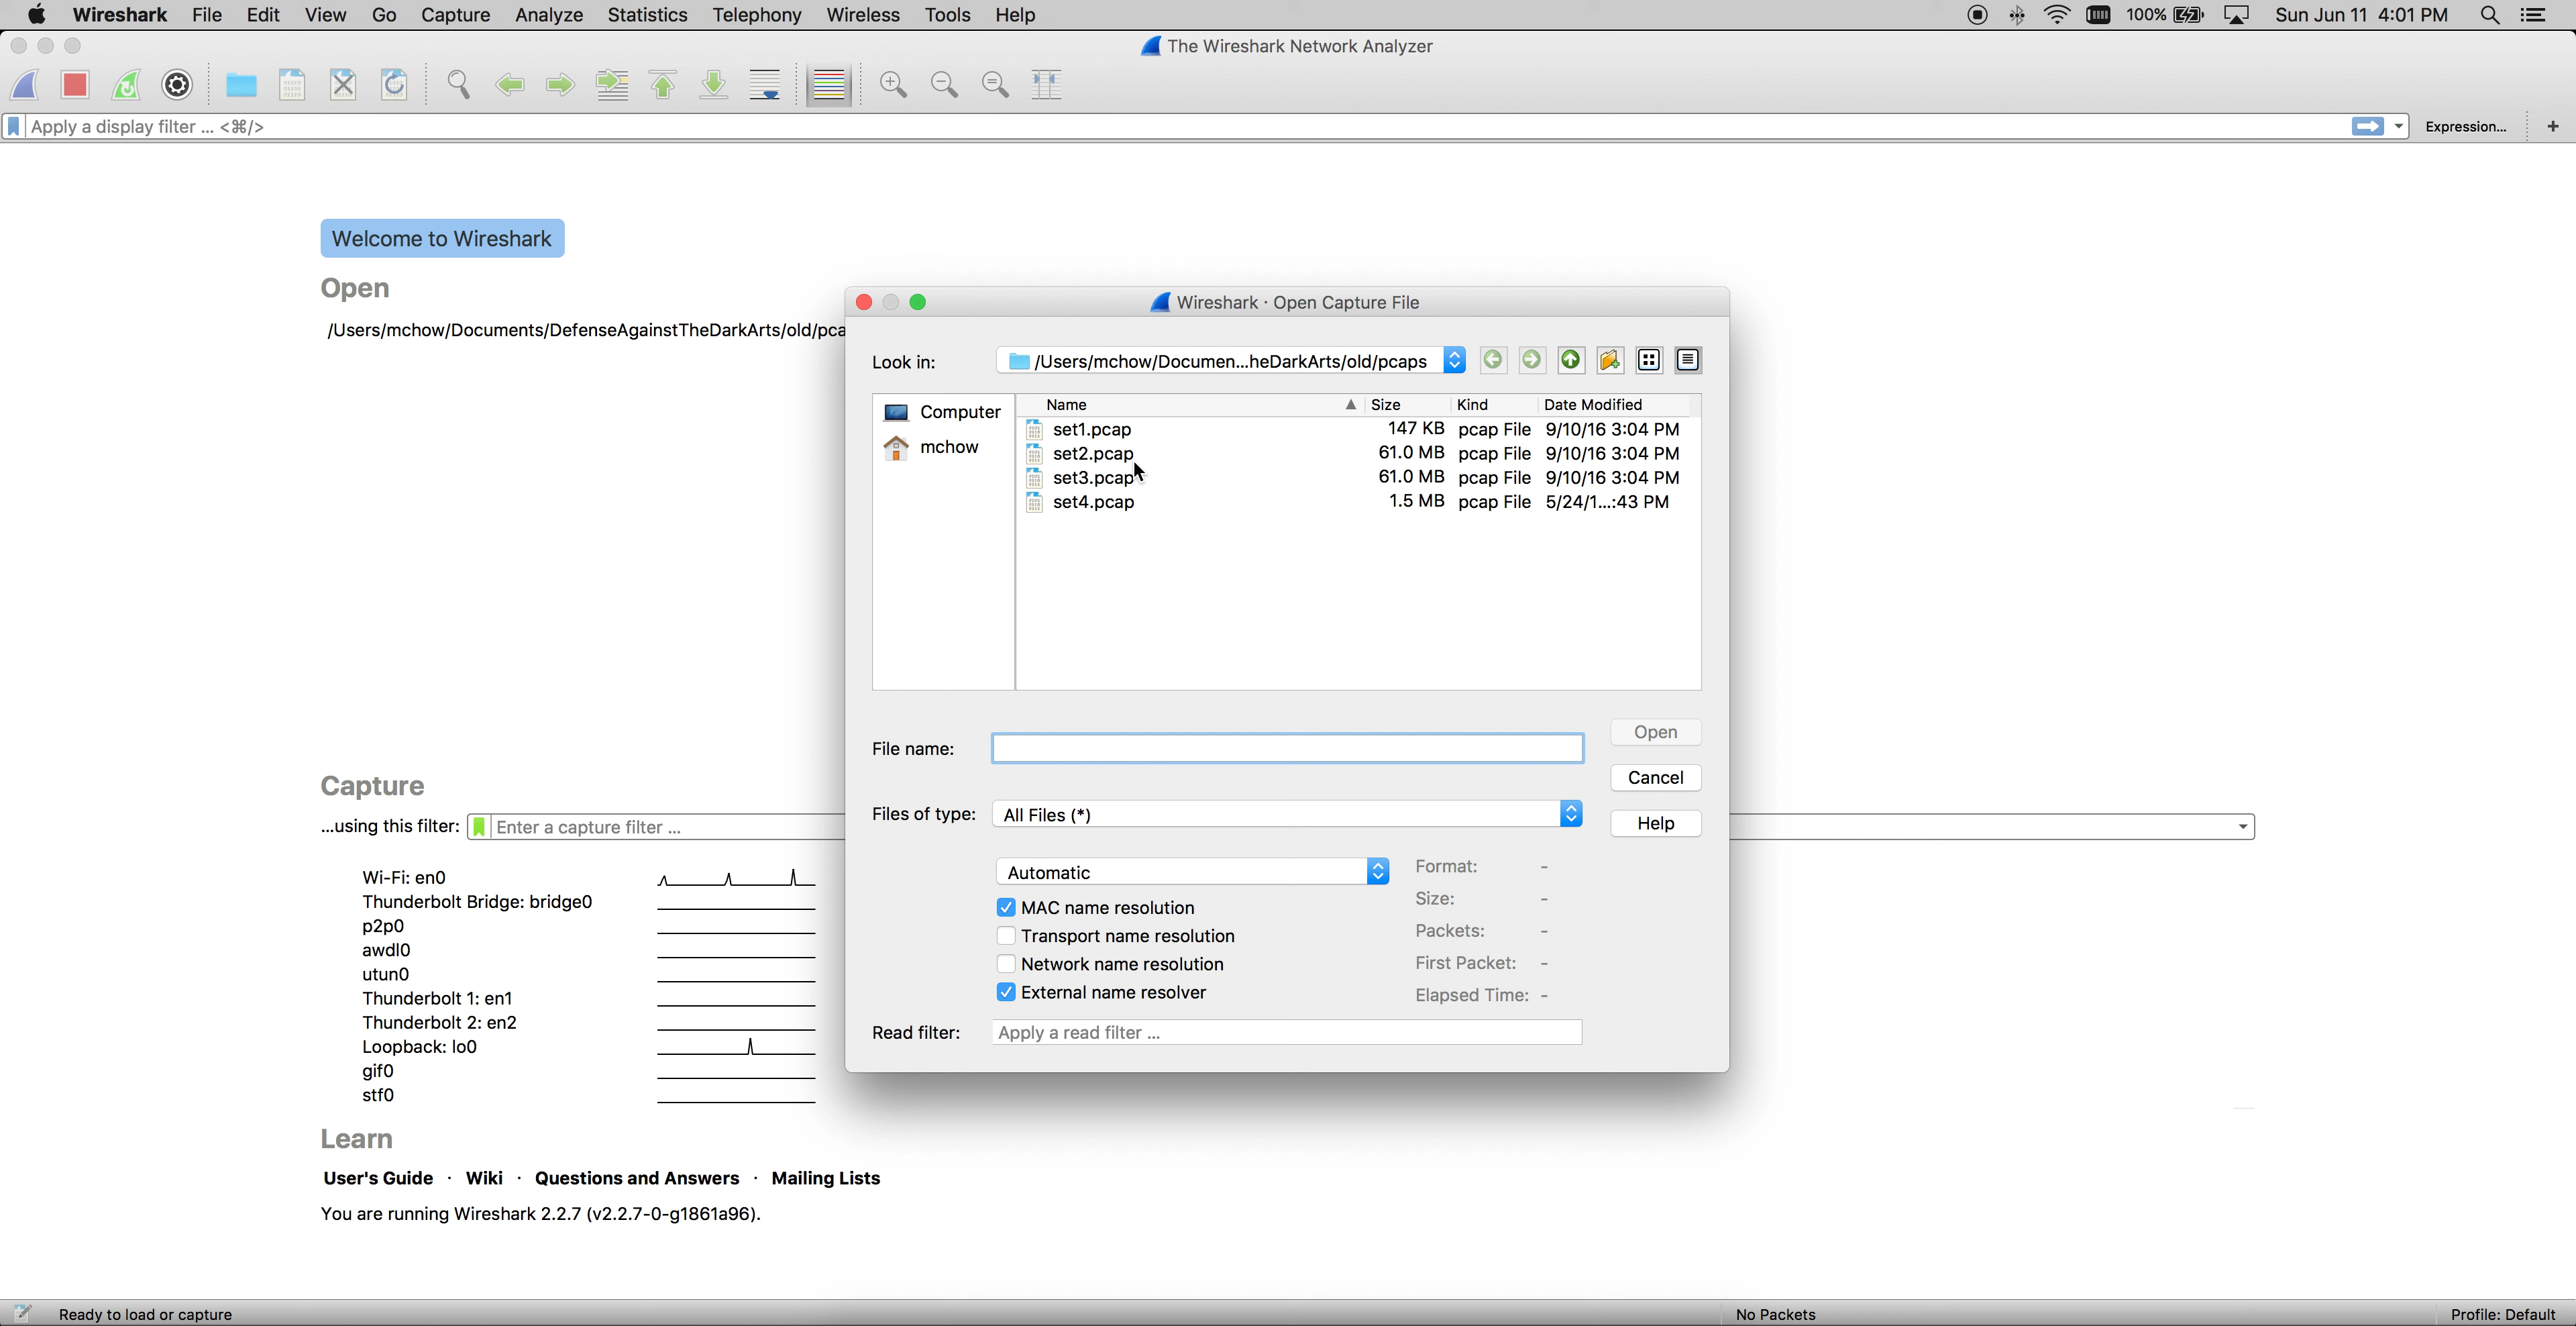 Wireshark File Edit View Go Capture Analyze Statistics Telephony Wireless Tools Help 100% Sun Jun 11 4:01 PM
The Wireshark Network Analyzer
Apply a display filter ... <⌘/> Expression... +
Welcome to Wireshark
Open
/Users/mchow/Documents/DefenseAgainstTheDarkArts/old/pca
Wireshark · Open Capture File
Look in: /Users/mchow/Documen...heDarkArts/old/pcaps
Computer
mchow
Name Size Kind Date Modified
set1.pcap 147 KB pcap File 9/10/16 3:04 PM
set2.pcap 61.0 MB pcap File 9/10/16 3:04 PM
set3.pcap 61.0 MB pcap File 9/10/16 3:04 PM
set4.pcap 1.5 MB pcap File 5/24/1...:43 PM
File name: Open
Cancel
Files of type: All Files (*)
Help
Automatic
MAC name resolution
Transport name resolution
Network name resolution
External name resolver
Format: -
Size: -
Packets: -
First Packet: -
Elapsed Time: -
Read filter: Apply a read filter ...
Capture
...using this filter: Enter a capture filter ...
Wi-Fi: en0
Thunderbolt Bridge: bridge0
p2p0
awdl0
utun0
Thunderbolt 1: en1
Thunderbolt 2: en2
Loopback: lo0
gif0
stf0
Learn
User's Guide · Wiki · Questions and Answers · Mailing Lists
You are running Wireshark 2.2.7 (v2.2.7-0-g1861a96).
Ready to load or capture No Packets Profile: Default